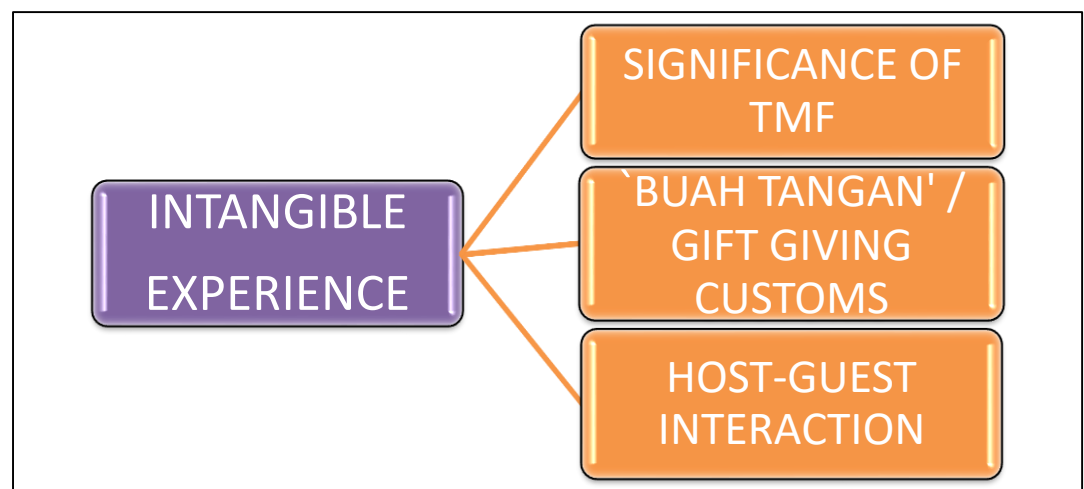 INTANGIBLE
EXPERIENCE
SIGNIFICANCE OF
TMF
`BUAH TANGAN' /
GIFT GIVING
CUSTOMS
HOST-GUEST
INTERACTION